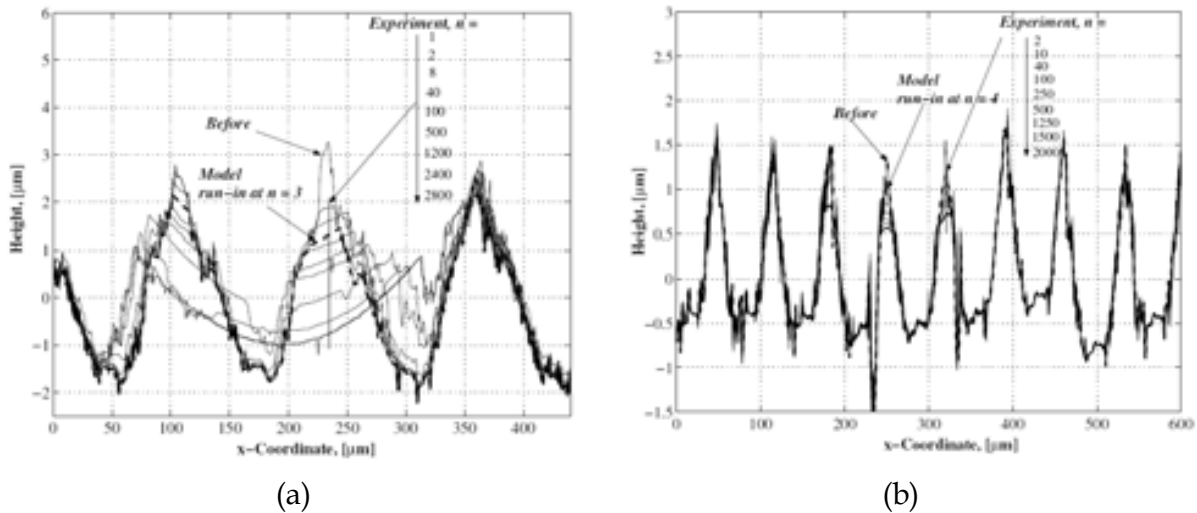 Experiment, n =
1
2
8
40
100
500
1200
2400
2800
Before
Model
run-in at n = 3
6
5
4
3
2
1
0
-1
-2
Height, [μm]
0 50 100 150 200 250 300 350 400
x-Coordinate, [μm]
(a)
Experiment, n =
2
10
40
100
250
500
1250
1500
2000
Model
run-in at n = 4
Before
3
2.5
2
1.5
1
0.5
0
-0.5
-1
-1.5
Height, [μm]
0 100 200 300 400 500 600
x-Coordinate, [μm]
(b)